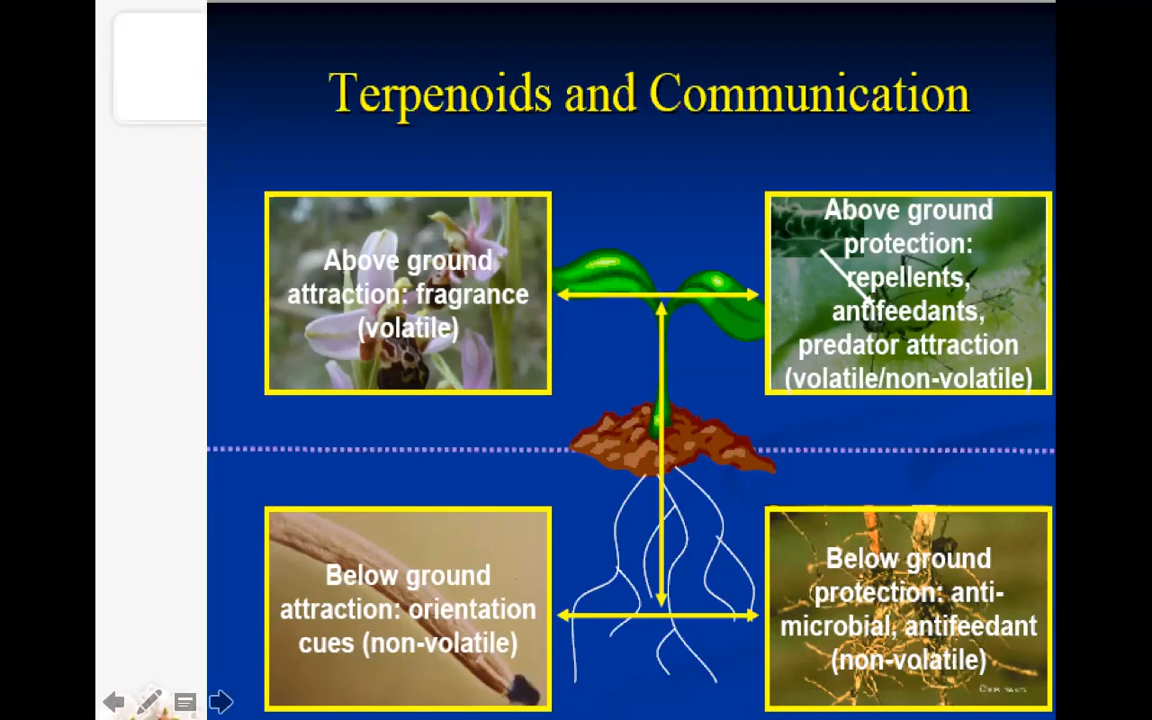 Terpenoids and Communication
Above ground
attraction: fragrance
(volatile)
Above ground
protection:
repellents,
antifeedants,
predator attraction
(volatile/non-volatile)
Below ground
attraction: orientation
cues (non-volatile)
Below ground
protection: anti-
microbial, antifeedant
(non-volatile)